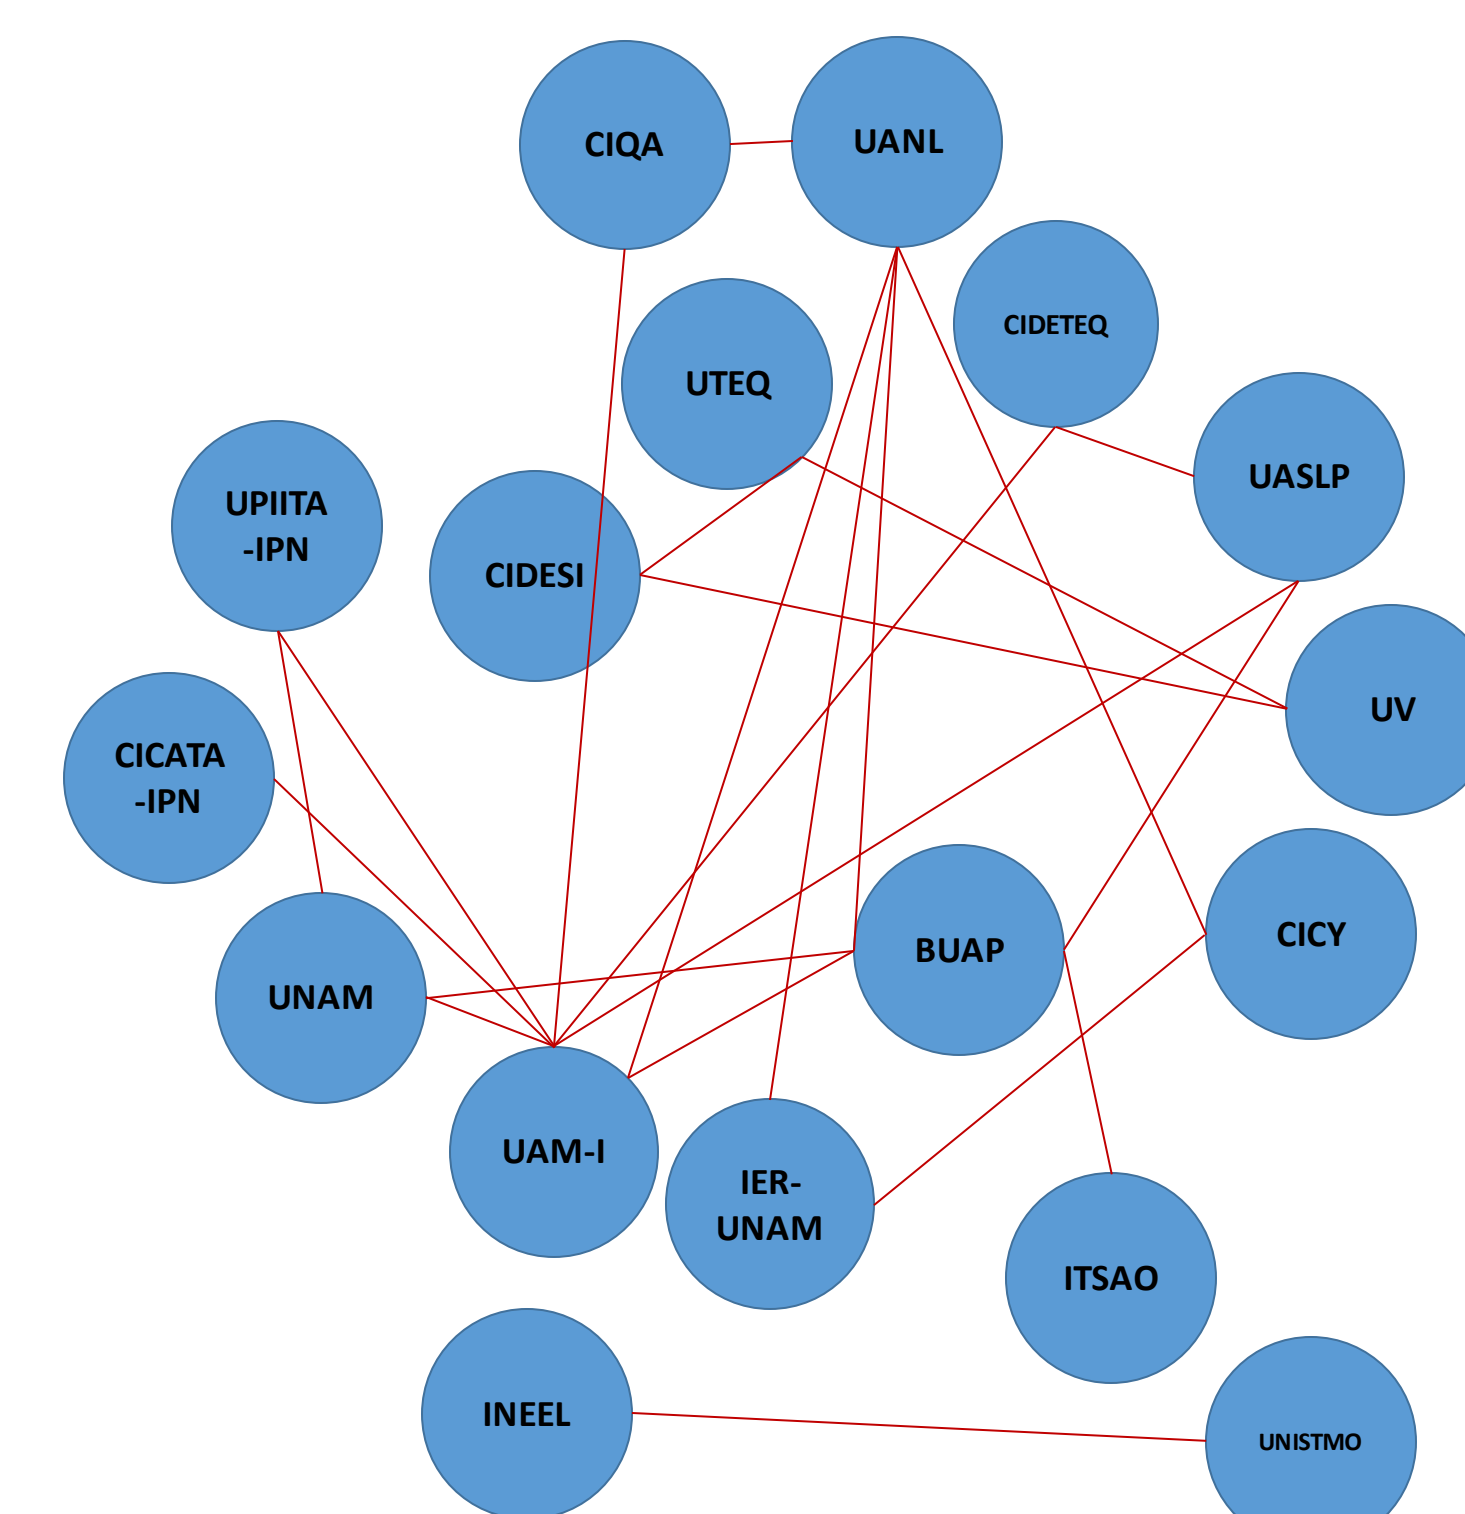 CIQA
UANL
CIDETEQ
UTEQ
UASLP
UPIITA
-IPN
CIDESI
UV
CICATA
-IPN
BUAP
CICY
UNAM
UAM-I
IER-
UNAM
ITSAO
INEEL
UNISTMO